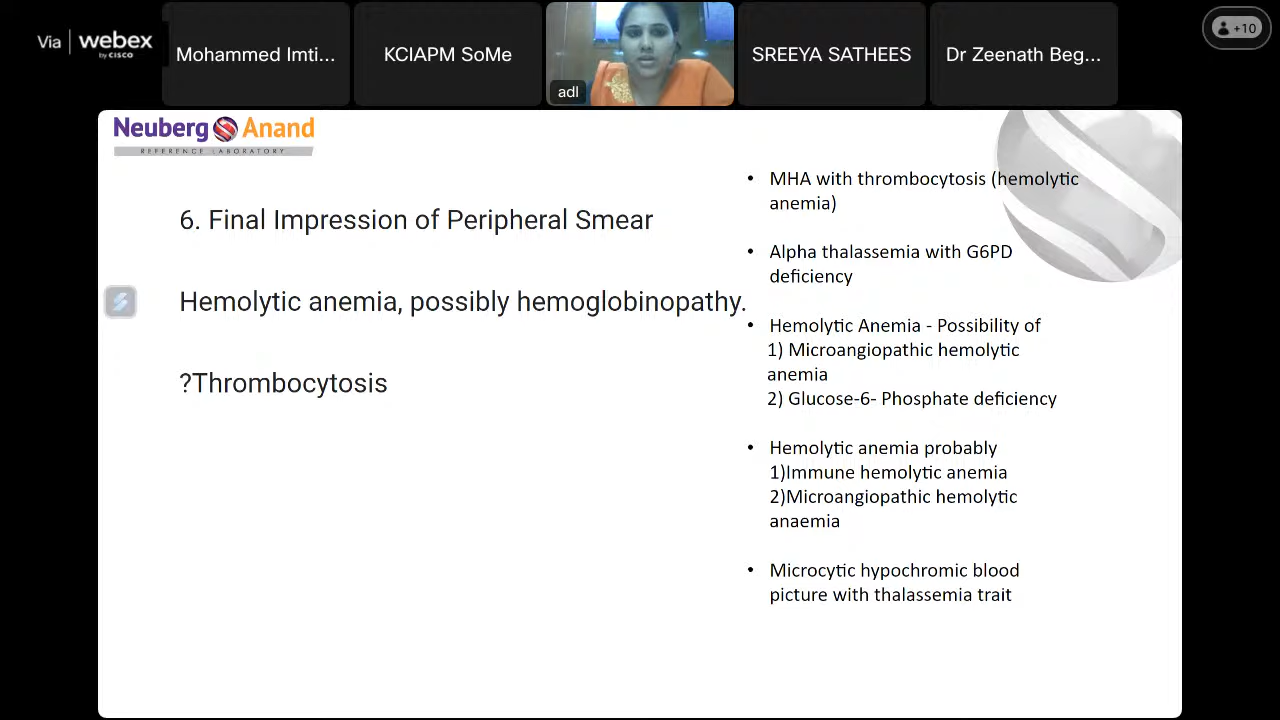 Via webex
by CISCO
Mohammed Imti...
KCIAPM SoMe
adl
SREEYA SATHEES
Dr Zeenath Beg...
+10
Neuberg Anand
REFERENCE LABORATORY
6. Final Impression of Peripheral Smear
Hemolytic anemia, possibly hemoglobinopathy.
?Thrombocytosis
• MHA with thrombocytosis (hemolytic
anemia)
• Alpha thalassemia with G6PD
deficiency
• Hemolytic Anemia - Possibility of
1) Microangiopathic hemolytic
anemia
2) Glucose-6- Phosphate deficiency
• Hemolytic anemia probably
1)Immune hemolytic anemia
2)Microangiopathic hemolytic
anaemia
• Microcytic hypochromic blood
picture with thalassemia trait